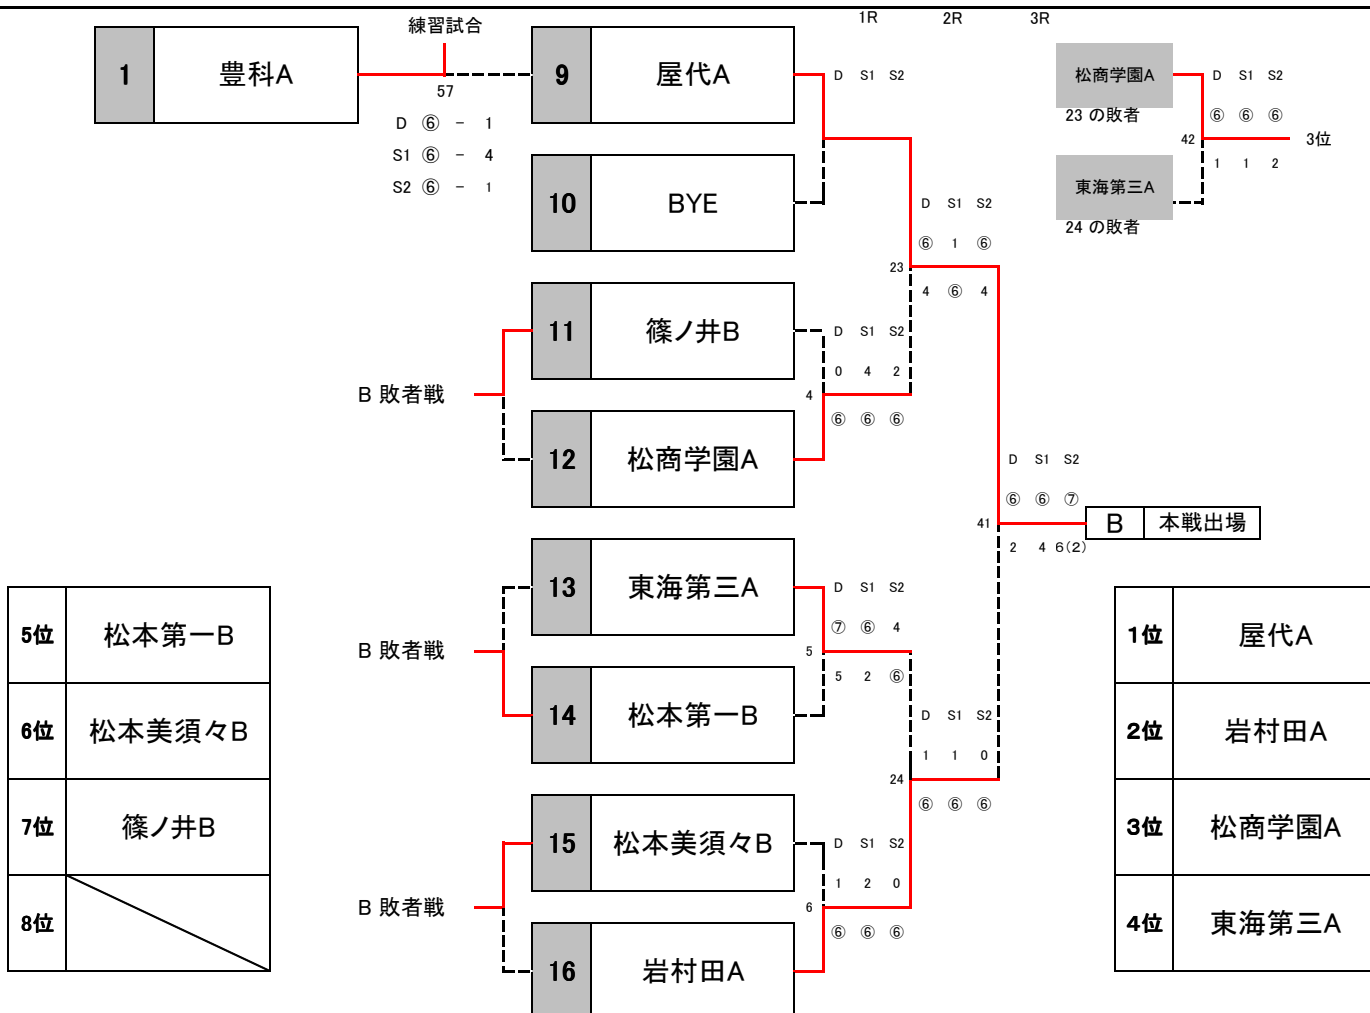 1R 2R 3R
練習試合
1 豊科A
57
D ⑥ - 1
S1 ⑥ - 4
S2 ⑥ - 1
9 屋代A
D S1 S2
10 BYE
D S1 S2
⑥ 1 ⑥
23
4 ⑥ 4
11 篠ノ井B
D S1 S2
0 4 2
4
⑥ ⑥ ⑥
B 敗者戦
12 松商学園A
松商学園A
23 の敗者
D S1 S2
⑥ ⑥ ⑥
42
3位
1 1 2
東海第三A
24 の敗者
D S1 S2
⑥ ⑥ ⑦
41
B 本戦出場
2 4 6(2)
13 東海第三A
D S1 S2
⑦ ⑥ 4
5
5 2 ⑥
B 敗者戦
14 松本第一B
D S1 S2
1 1 0
24
⑥ ⑥ ⑥
15 松本美須々B
D S1 S2
1 2 0
6
⑥ ⑥ ⑥
B 敗者戦
16 岩村田A
5位 松本第一B
6位 松本美須々B
7位 篠ノ井B
8位
1位 屋代A
2位 岩村田A
3位 松商学園A
4位 東海第三A